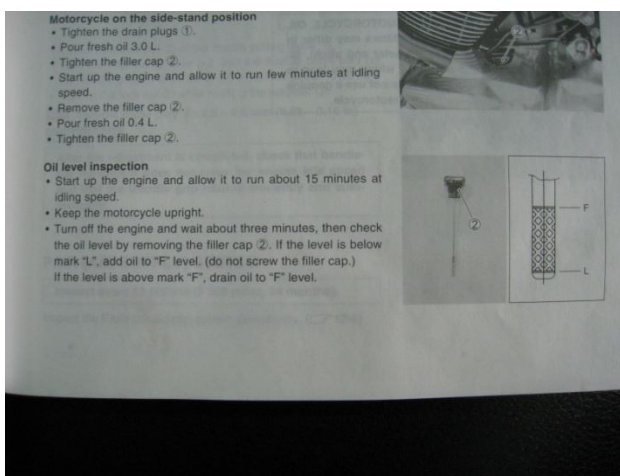 Motorcycle on the side-stand position
• Tighten the drain plugs ①.
• Pour fresh oil 3.0 L.
• Tighten the filler cap ②.
• Start up the engine and allow it to run few minutes at idling
speed.
• Remove the filler cap ②.
• Pour fresh oil 0.4 L.
• Tighten the filler cap ②.
Oil level inspection
• Start up the engine and allow it to run about 15 minutes at
idling speed.
• Keep the motorcycle upright.
• Turn off the engine and wait about three minutes, then check
the oil level by removing the filler cap ②. If the level is below
mark "L", add oil to "F" level. (do not screw the filler cap.)
If the level is above mark "F", drain oil to "F" level.
②
②
F
L